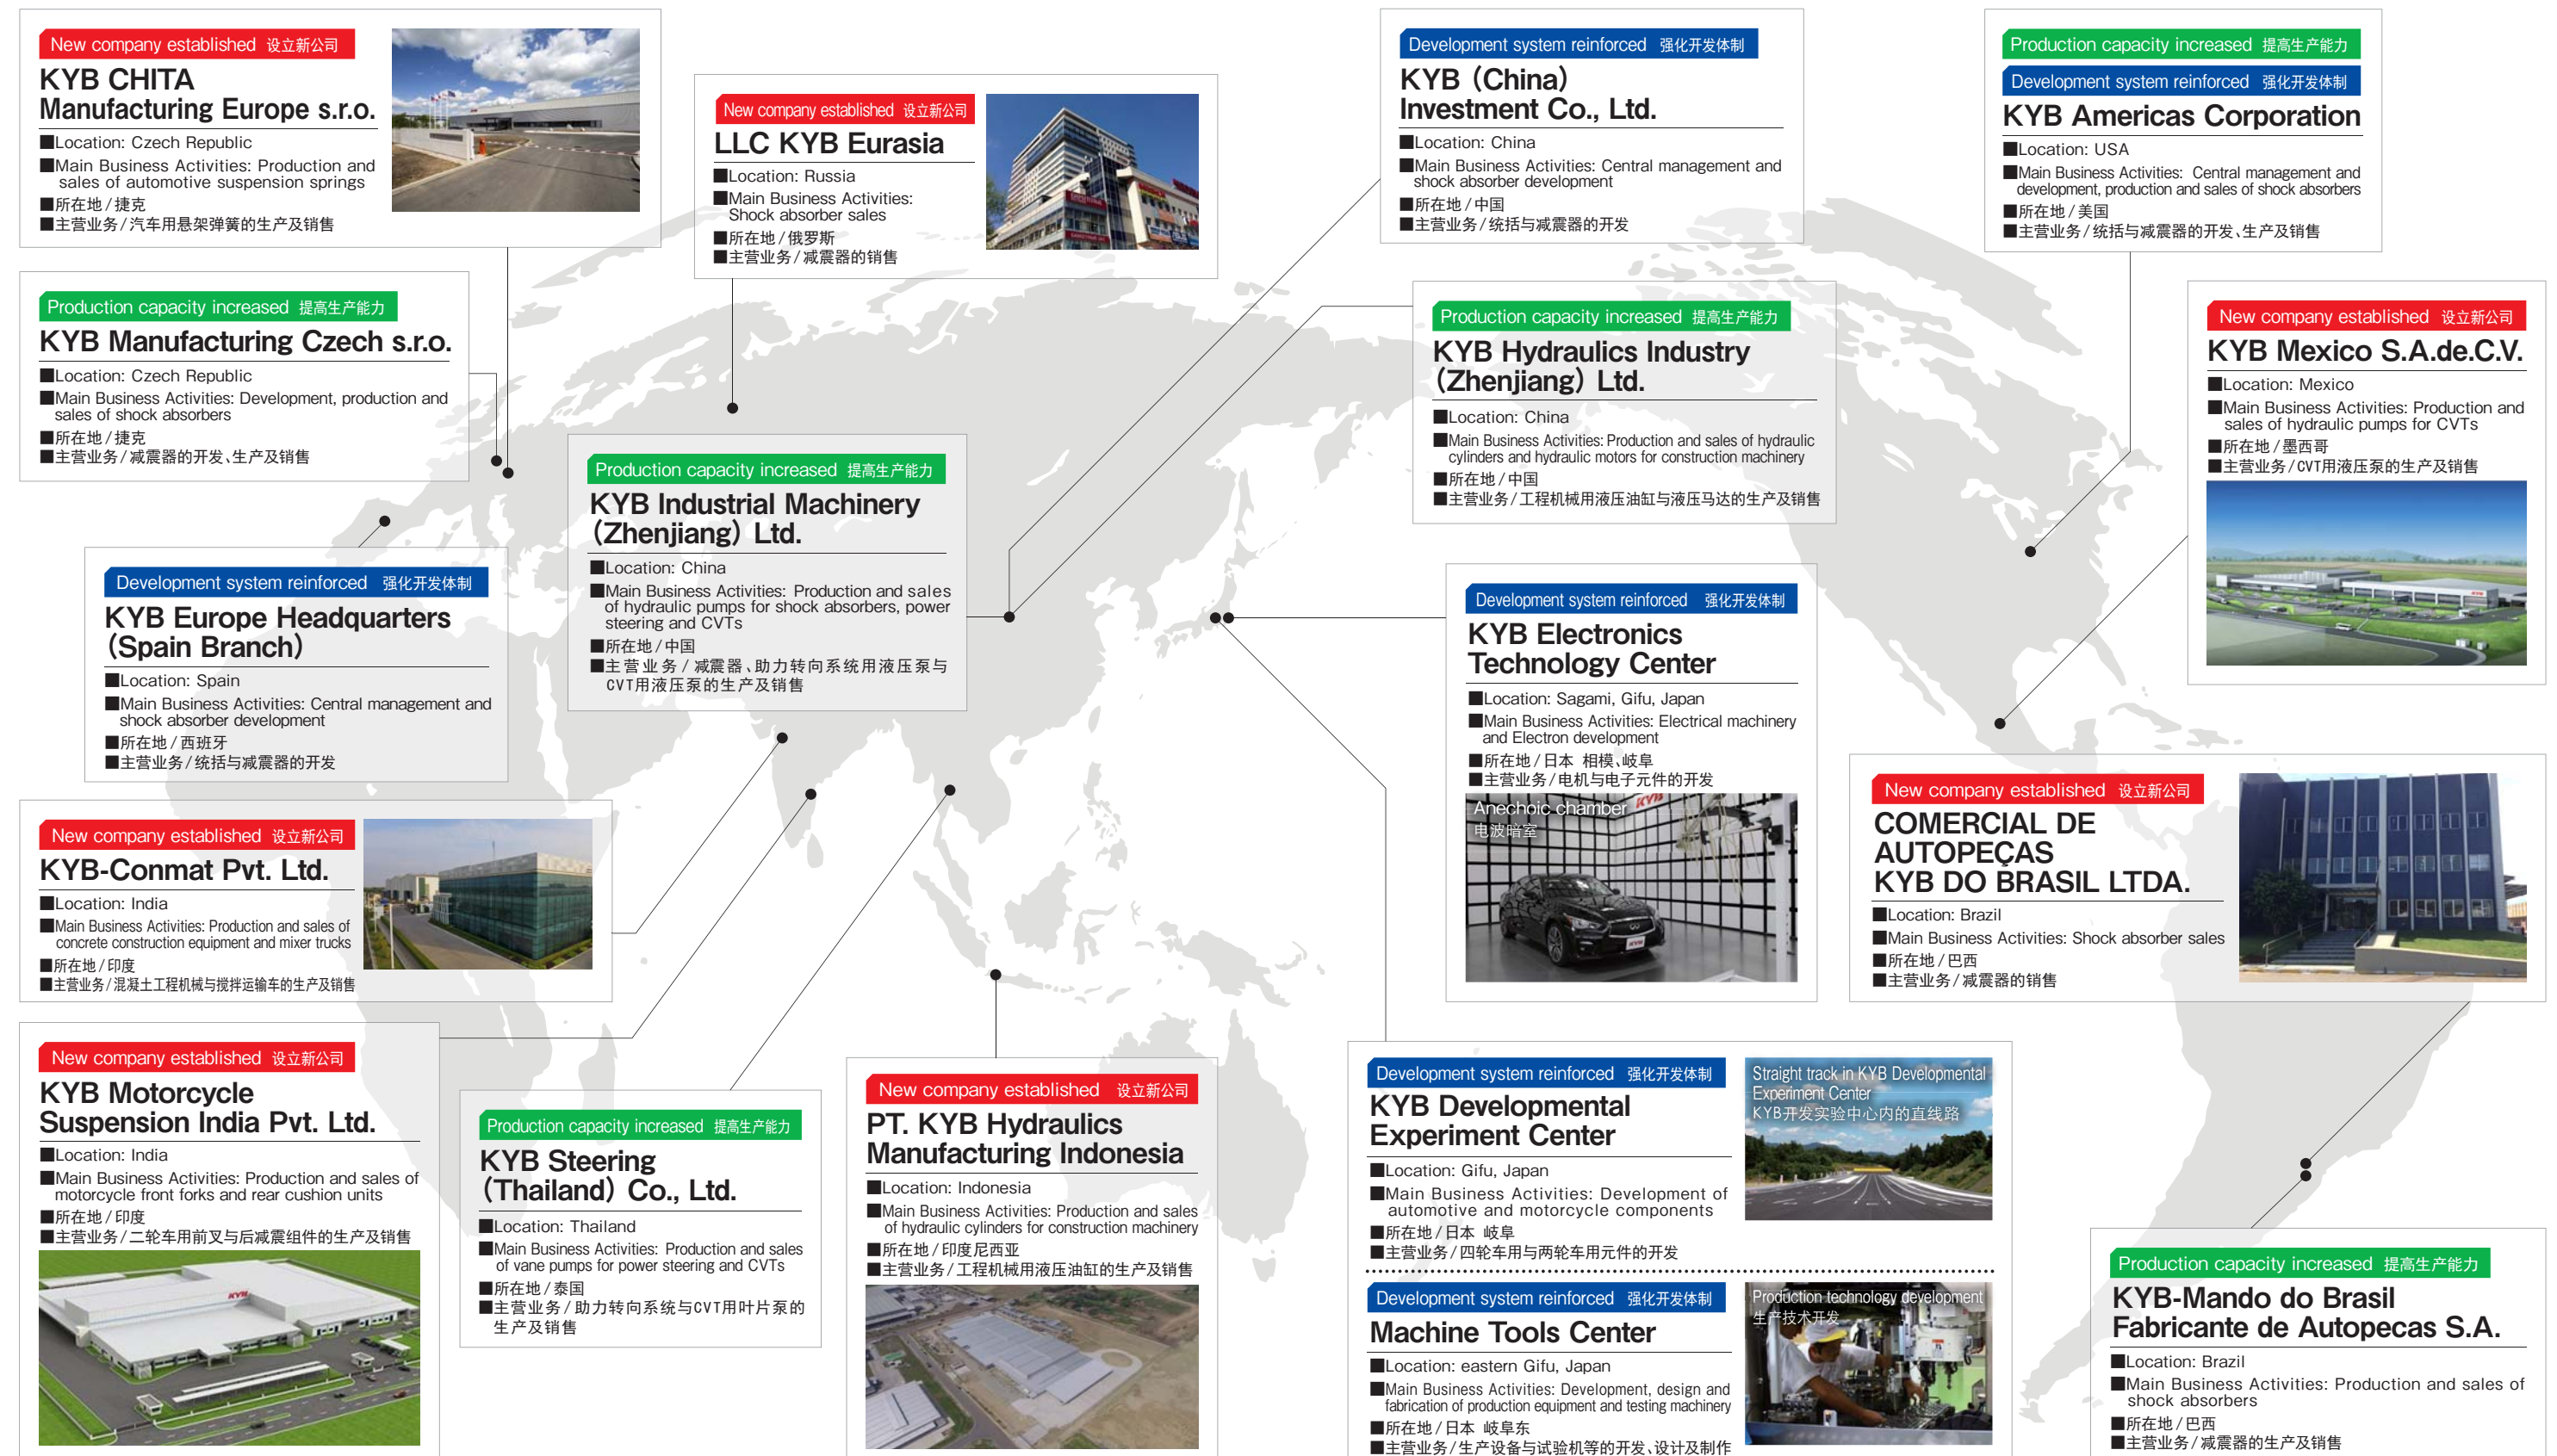 New company established 设立新公司
KYB CHITA
Manufacturing Europe s.r.o.
■Location: Czech Republic
■Main Business Activities: Production and
sales of automotive suspension springs
■所在地/捷克
■主营业务/汽车用悬架弹簧的生产及销售
New company established 设立新公司
LLC KYB Eurasia
■Location: Russia
■Main Business Activities:
Shock absorber sales
■所在地/俄罗斯
■主营业务/减震器的销售
Development system reinforced 强化开发体制
KYB (China)
Investment Co., Ltd.
■Location: China
■Main Business Activities: Central management and
shock absorber development
■所在地/中国
■主营业务/统括与减震器的开发
Production capacity increased 提高生产能力
Development system reinforced 强化开发体制
KYB Americas Corporation
■Location: USA
■Main Business Activities: Central management and
development, production and sales of shock absorbers
■所在地/美国
■主营业务/统括与减震器的开发、生产及销售
Production capacity increased 提高生产能力
KYB Manufacturing Czech s.r.o.
■Location: Czech Republic
■Main Business Activities: Development, production and
sales of shock absorbers
■所在地/捷克
■主营业务/减震器的开发、生产及销售
Production capacity increased 提高生产能力
KYB Hydraulics Industry
(Zhenjiang) Ltd.
■Location: China
■Main Business Activities: Production and sales of hydraulic
cylinders and hydraulic motors for construction machinery
■所在地/中国
■主营业务/工程机械用液压油缸与液压马达的生产及销售
New company established 设立新公司
KYB Mexico S.A.de.C.V.
■Location: Mexico
■Main Business Activities: Production and
sales of hydraulic pumps for CVTs
■所在地/墨西哥
■主营业务/CVT用液压泵的生产及销售
Production capacity increased 提高生产能力
KYB Industrial Machinery
(Zhenjiang) Ltd.
■Location: China
■Main Business Activities: Production and sales
of hydraulic pumps for shock absorbers, power
steering and CVTs
■所在地/中国
■主营业务/减震器、助力转向系统用液压泵与
CVT用液压泵的生产及销售
Development system reinforced 强化开发体制
KYB Europe Headquarters
(Spain Branch)
■Location: Spain
■Main Business Activities: Central management and
shock absorber development
■所在地/西班牙
■主营业务/统括与减震器的开发
Development system reinforced 强化开发体制
KYB Electronics
Technology Center
■Location: Sagami, Gifu, Japan
■Main Business Activities: Electrical machinery
and Electron development
■所在地/日本 相模、岐阜
■主营业务/电机与电子元件的开发
Anechoic chamber
电波暗室
KYB
KYB
New company established 设立新公司
KYB-Conmat Pvt. Ltd.
■Location: India
■Main Business Activities: Production and sales of
concrete construction equipment and mixer trucks
■所在地/印度
■主营业务/混凝土工程机械与搅拌运输车的生产及销售
New company established 设立新公司
COMERCIAL DE
AUTOPEÇAS
KYB DO BRASIL LTDA.
■Location: Brazil
■Main Business Activities: Shock absorber sales
■所在地/巴西
■主营业务/减震器的销售
New company established 设立新公司
KYB Motorcycle
Suspension India Pvt. Ltd.
■Location: India
■Main Business Activities: Production and sales of
motorcycle front forks and rear cushion units
■所在地/印度
■主营业务/二轮车用前叉与后减震组件的生产及销售
KYB
Production capacity increased 提高生产能力
KYB Steering
(Thailand) Co., Ltd.
■Location: Thailand
■Main Business Activities: Production and sales
of vane pumps for power steering and CVTs
■所在地/泰国
■主营业务/助力转向系统与CVT用叶片泵的
生产及销售
New company established 设立新公司
PT. KYB Hydraulics
Manufacturing Indonesia
■Location: Indonesia
■Main Business Activities: Production and sales
of hydraulic cylinders for construction machinery
■所在地/印度尼西亚
■主营业务/工程机械用液压油缸的生产及销售
Development system reinforced 强化开发体制
KYB Developmental
Experiment Center
■Location: Gifu, Japan
■Main Business Activities: Development of
automotive and motorcycle components
■所在地/日本 岐阜
■主营业务/四轮车用与两轮车用元件的开发
Straight track in KYB Developmental
Experiment Center
KYB开发实验中心内的直线路
Development system reinforced 强化开发体制
Machine Tools Center
■Location: eastern Gifu, Japan
■Main Business Activities: Development, design and
fabrication of production equipment and testing machinery
■所在地/日本 岐阜东
■主营业务/生产设备与试验机等的开发、设计及制作
Production technology development
生产技术开发
Production capacity increased 提高生产能力
KYB-Mando do Brasil
Fabricante de Autopecas S.A.
■Location: Brazil
■Main Business Activities: Production and sales of
shock absorbers
■所在地/巴西
■主营业务/减震器的生产及销售